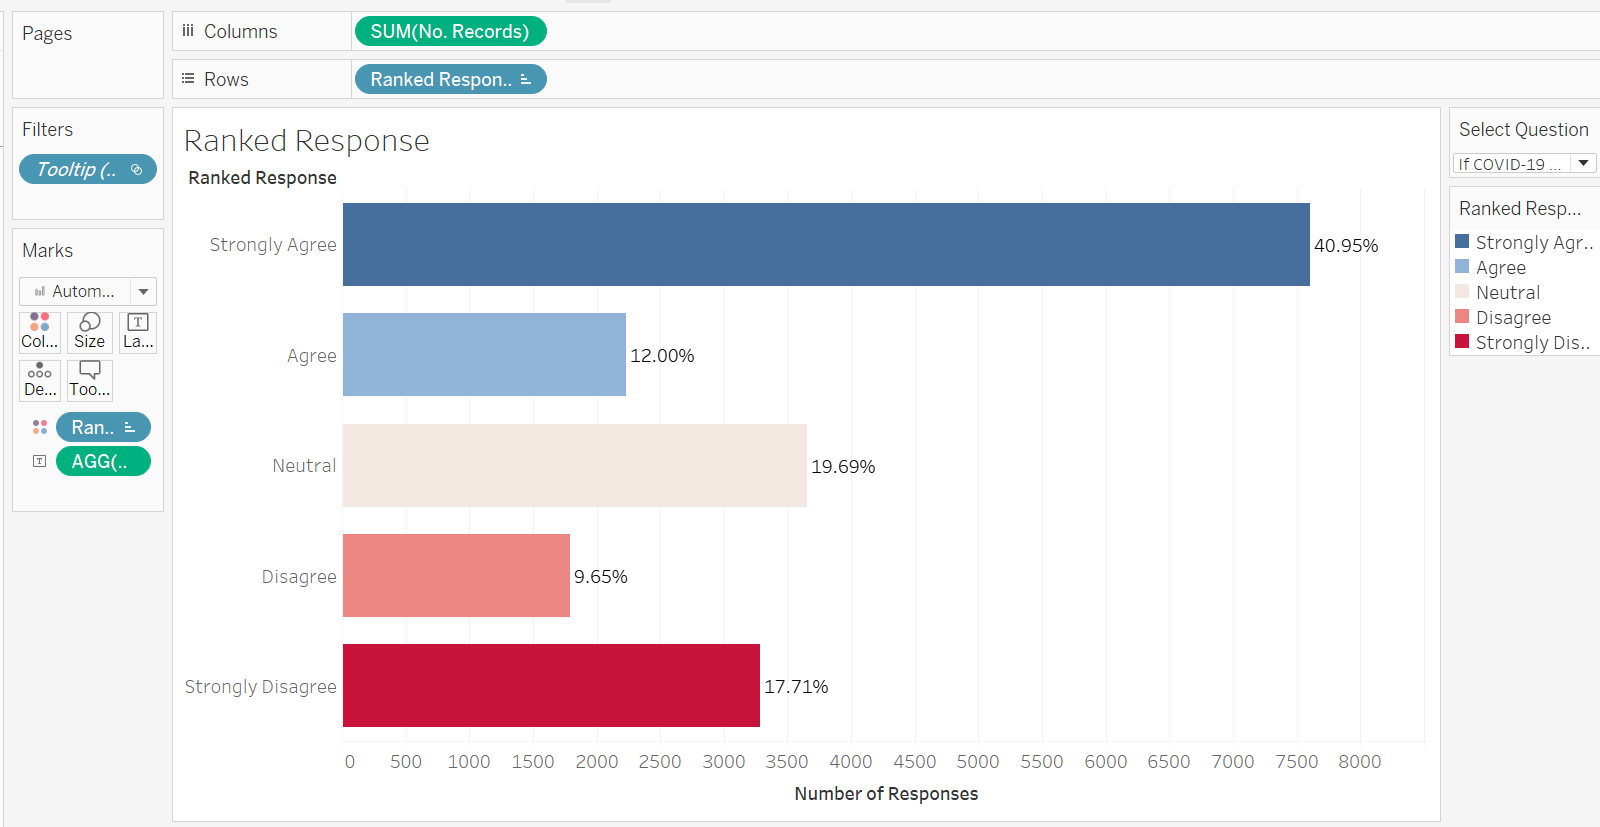 Pages
Columns
SUM(No. Records)
Rows
Ranked Respon..
Filters
Tooltip (..
Marks
Autom...
Col...
Size
La...
De...
Too...
Ran..
AGG(..
Ranked Response
Ranked Response
Strongly Agree
40.95%
Agree
12.00%
Neutral
19.69%
Disagree
9.65%
Strongly Disagree
17.71%
0 500 1000 1500 2000 2500 3000 3500 4000 4500 5000 5500 6000 6500 7000 7500 8000
Number of Responses
Select Question
If COVID-19 ...
Ranked Resp...
Strongly Agr..
Agree
Neutral
Disagree
Strongly Dis..